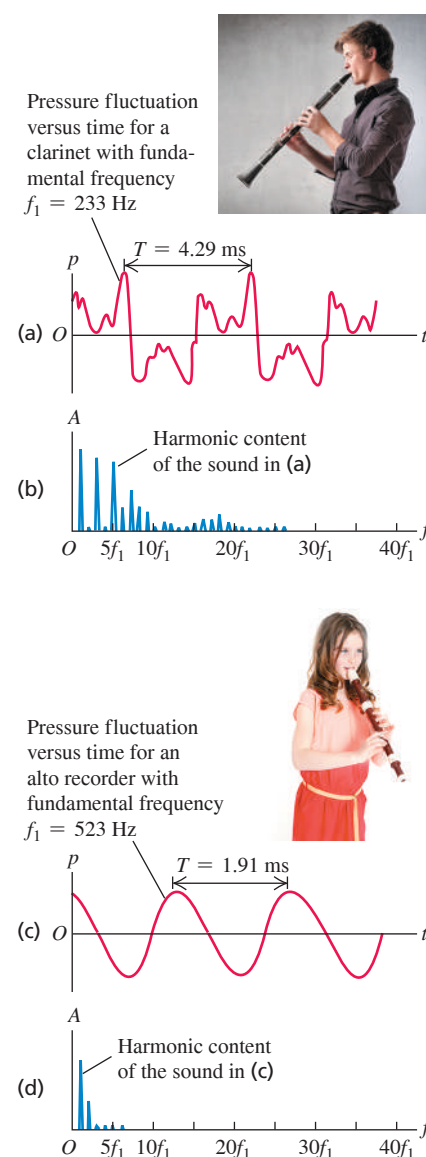 Pressure fluctuation
versus time for a
clarinet with funda-
mental frequency
f₁ = 233 Hz
T = 4.29 ms
p
(a)
O
t
A
Harmonic content
of the sound in (a)
(b)
f
O 5f₁ 10f₁ 20f₁ 30f₁ 40f₁
Pressure fluctuation
versus time for an
alto recorder with
fundamental frequency
f₁ = 523 Hz
T = 1.91 ms
p
(c)
O
t
A
Harmonic content
of the sound in (c)
(d)
f
O 5f₁ 10f₁ 20f₁ 30f₁ 40f₁